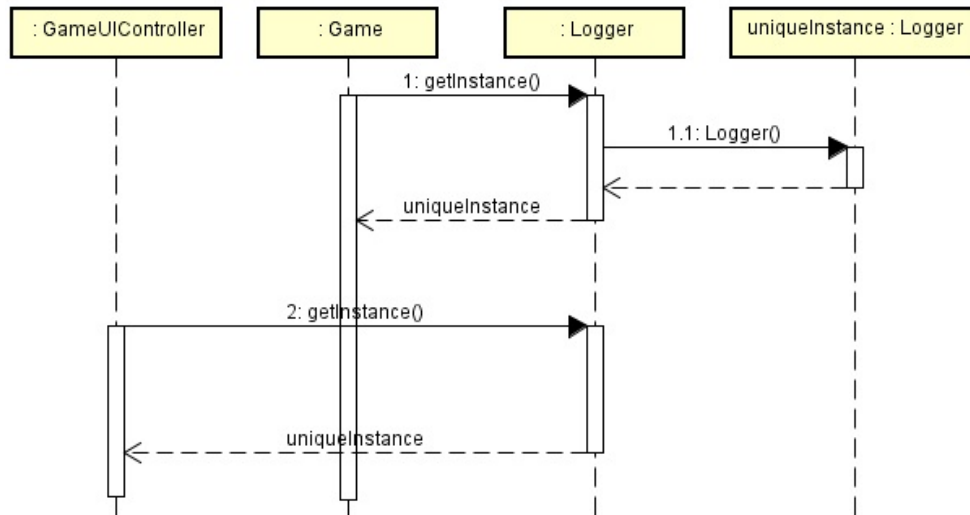 : GameUIController
: Game
: Logger
uniqueInstance : Logger
1: getInstance()
1.1: Logger()
uniqueInstance
2: getInstance()
uniqueInstance